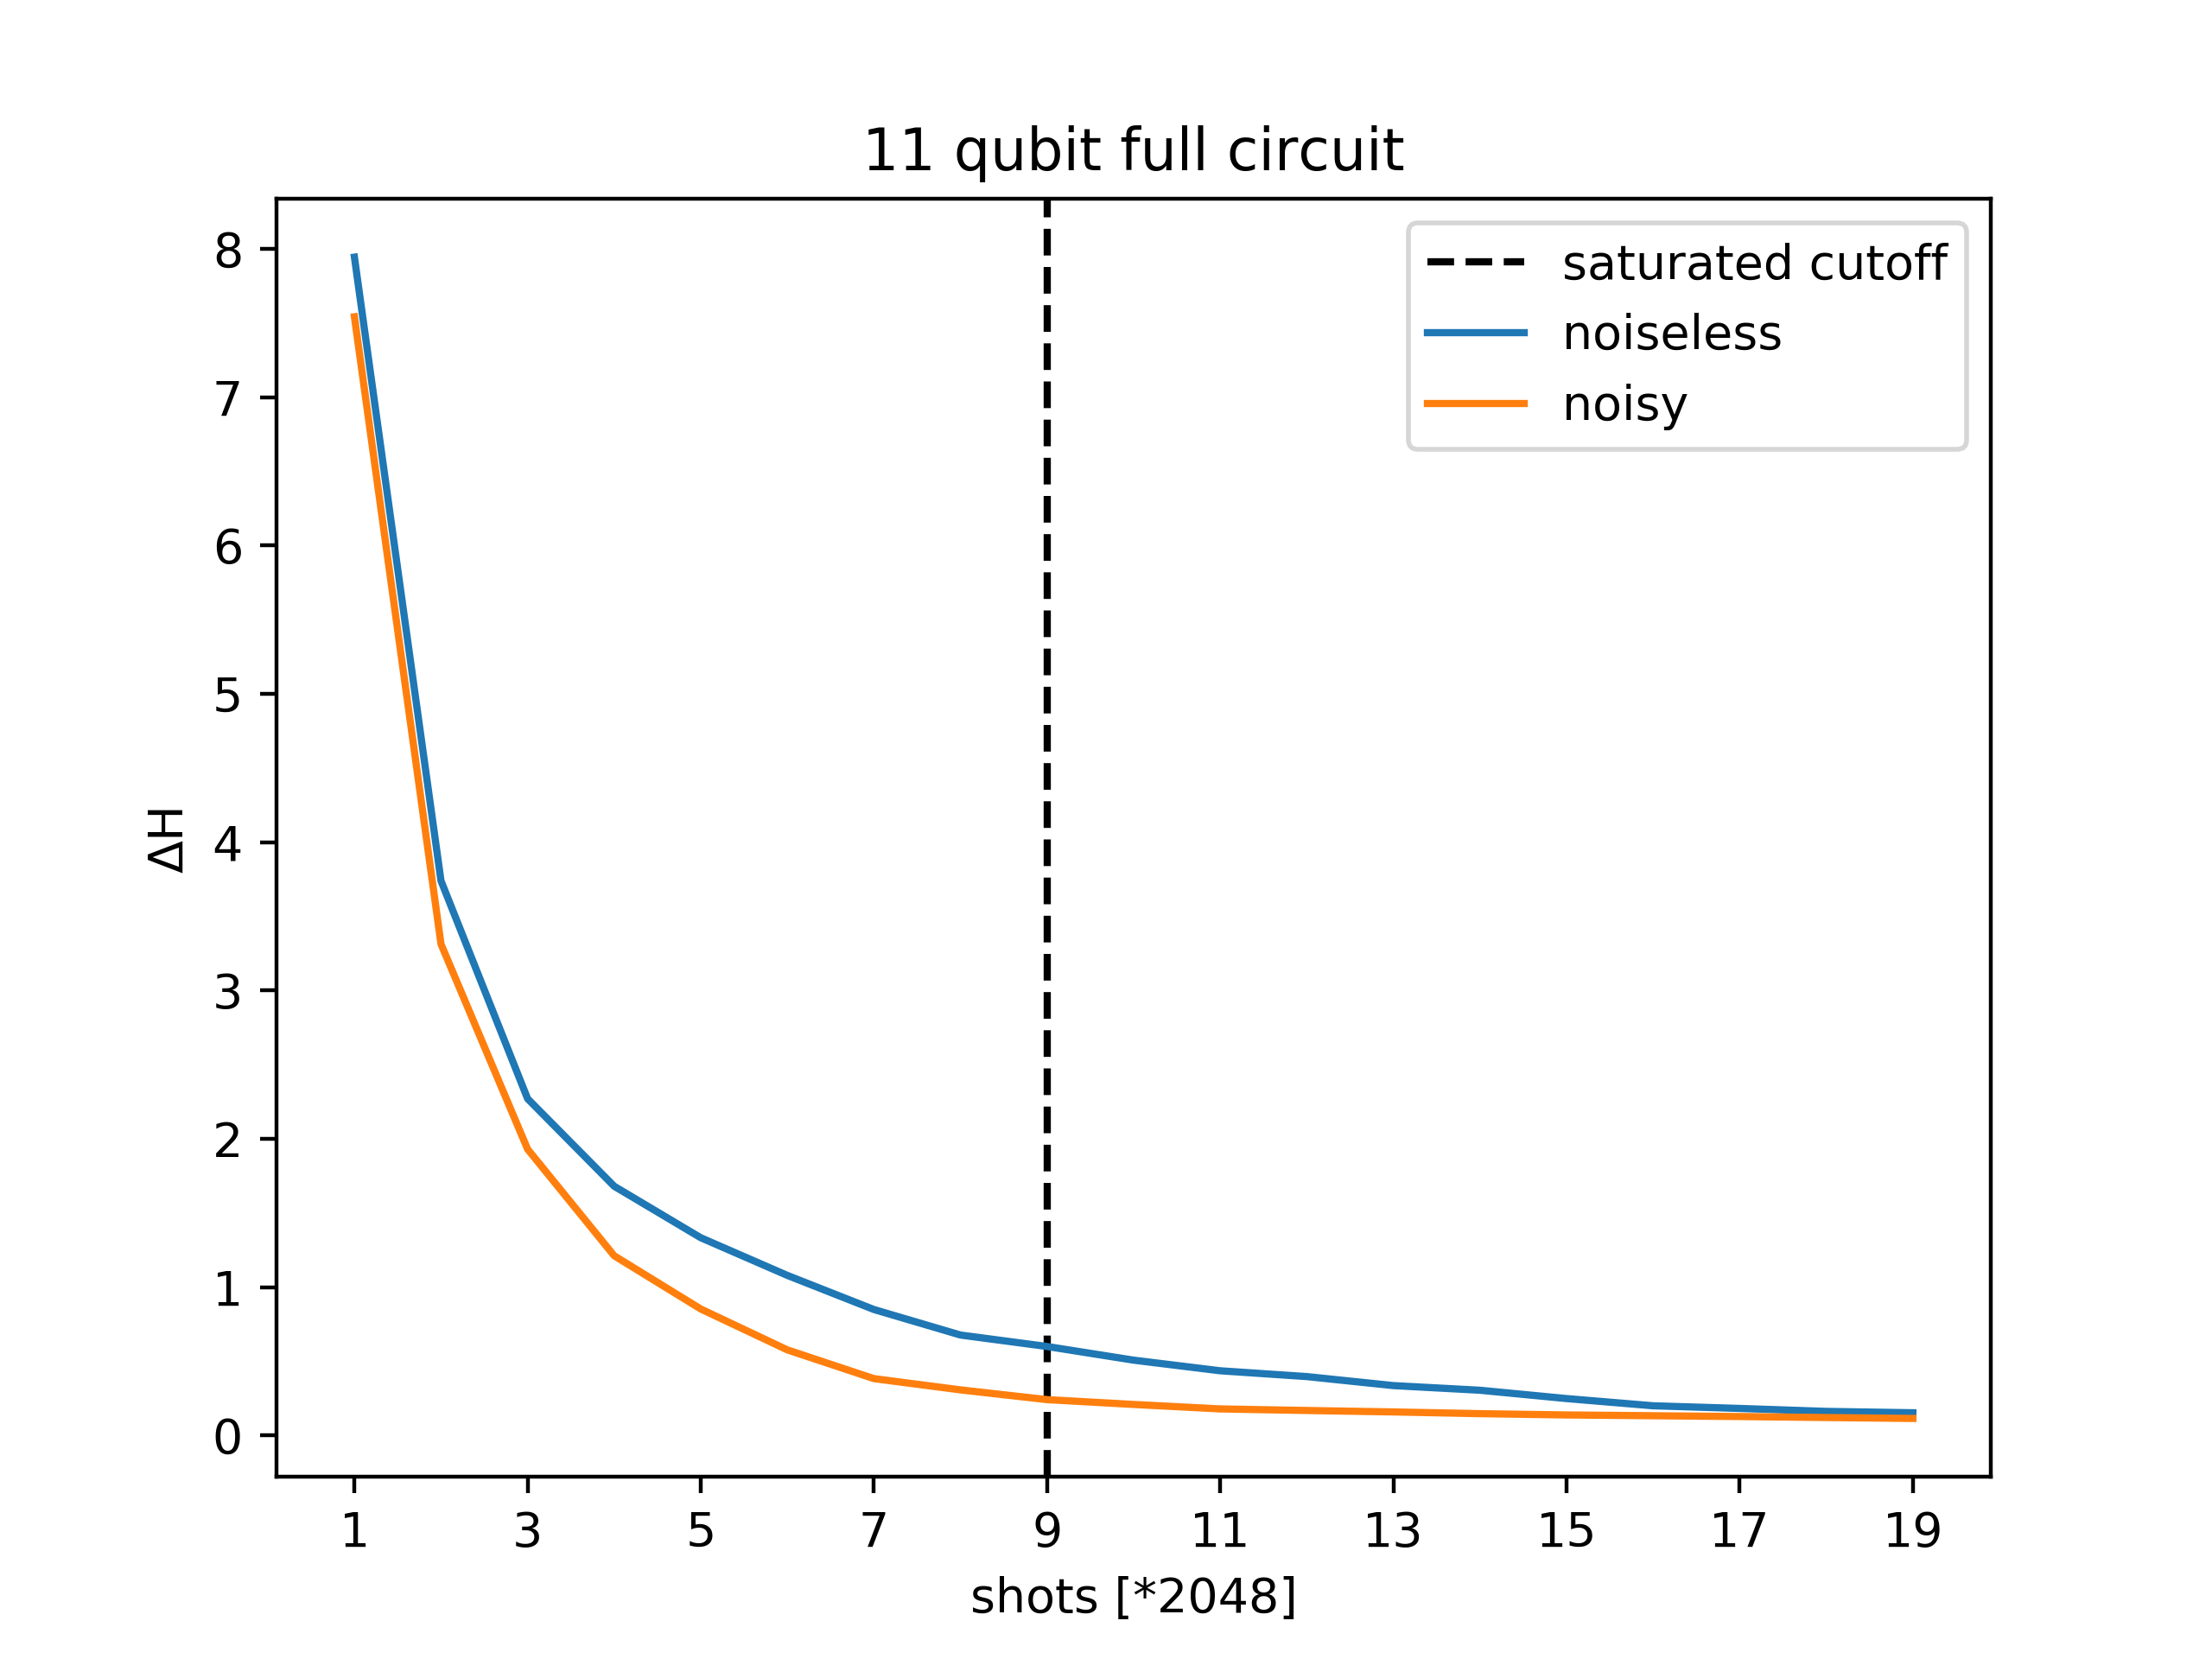 11 qubit full circuit
saturated cutoff
noiseless
noisy
8
7
6
5
4
3
2
1
0
ΔH
1 3 5 7 9 11 13 15 17 19
shots [*2048]